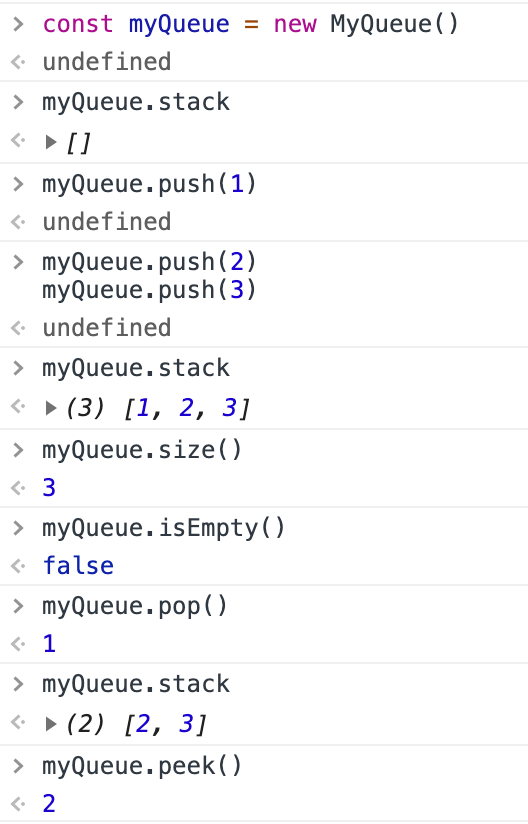 > const myQueue = new MyQueue()
<· undefined
> myQueue.stack
<· ▶ []
> myQueue.push(1)
<· undefined
> myQueue.push(2)
myQueue.push(3)
<· undefined
> myQueue.stack
<· ▶ (3) [1, 2, 3]
> myQueue.size()
<· 3
> myQueue.isEmpty()
<· false
> myQueue.pop()
<· 1
> myQueue.stack
<· ▶ (2) [2, 3]
> myQueue.peek()
<· 2